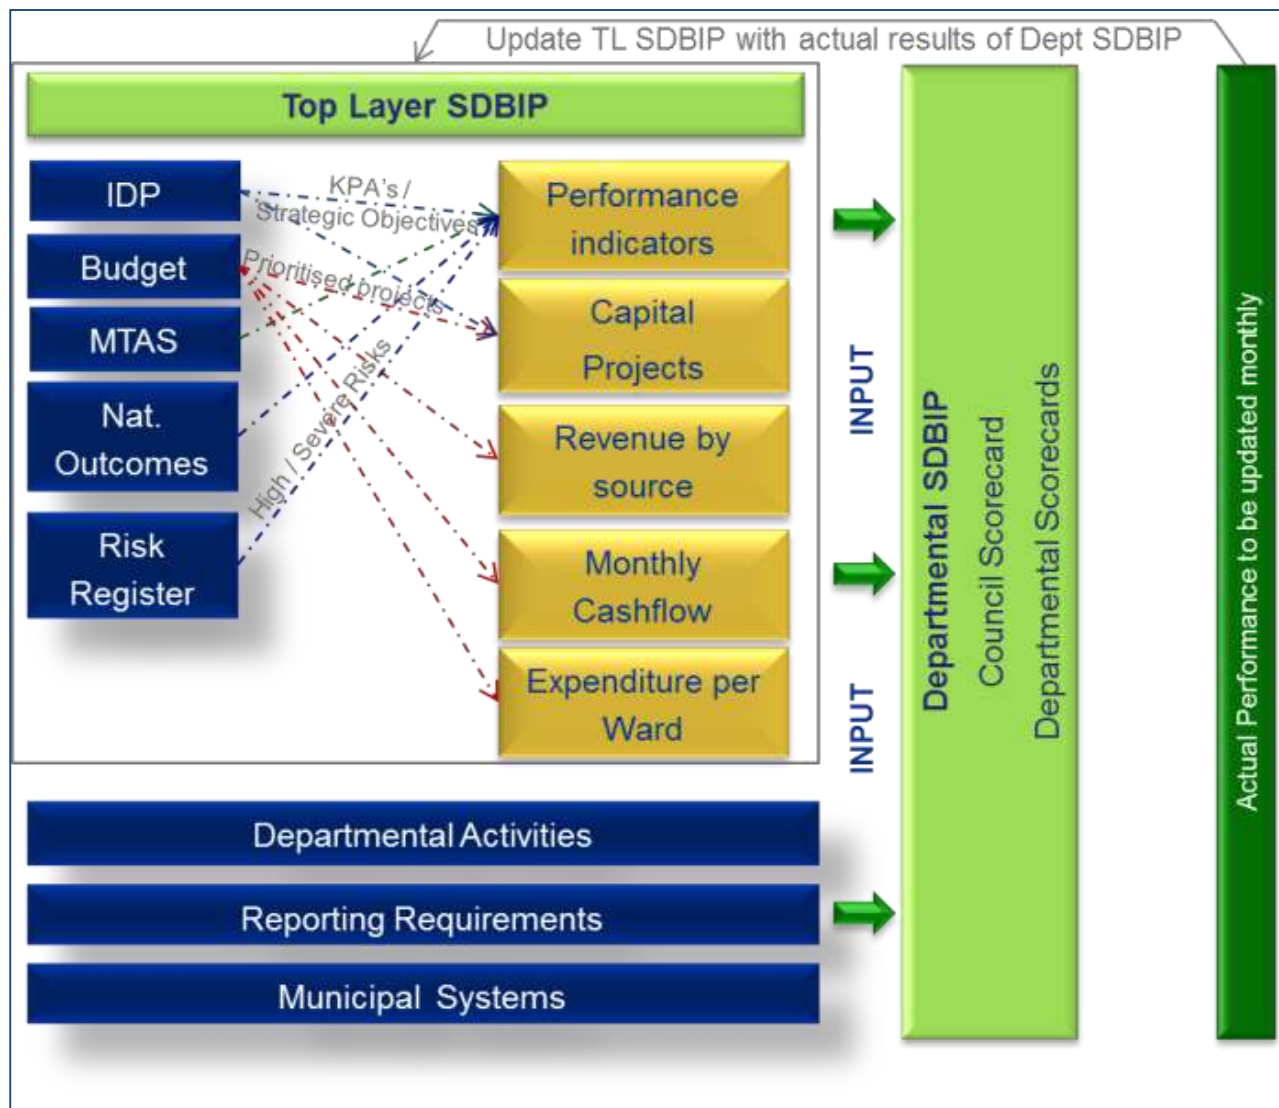 Update TL SDBIP with actual results of Dept SDBIP
Top Layer SDBIP
IDP
Budget
MTAS
Nat.
Outcomes
Risk
Register
KPA's /
Strategic Objectives
Prioritised projects
High / Severe Risks
Performance
indicators
Capital
Projects
Revenue by
source
Monthly
Cashflow
Expenditure per
Ward
INPUT
INPUT
Departmental SDBIP
Council Scorecard
Departmental Scorecards
Actual Performance to be updated monthly
Departmental Activities
Reporting Requirements
Municipal Systems